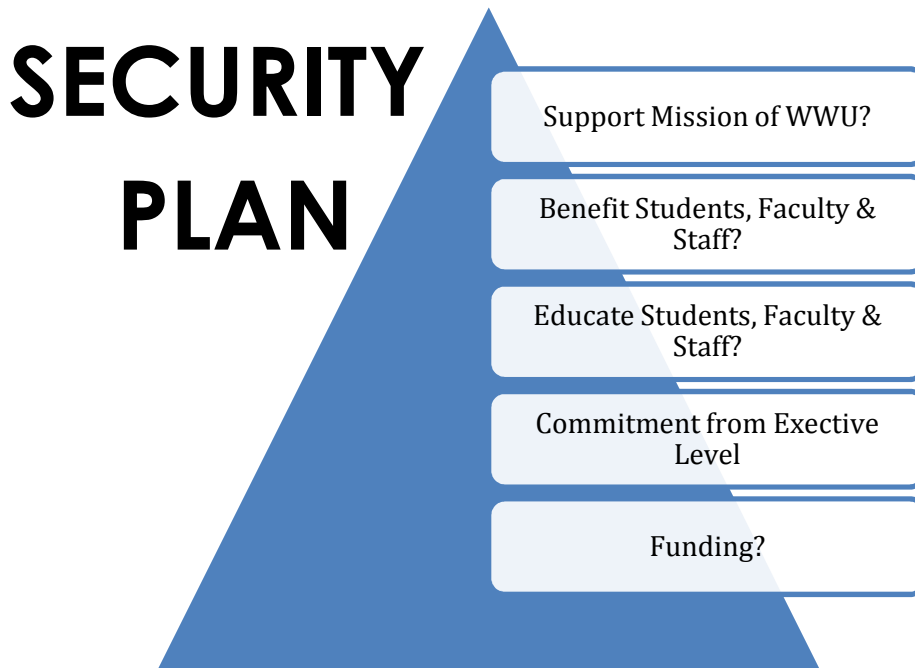 SECURITY
PLAN
Support Mission of WWU?
Benefit Students, Faculty &
Staff?
Educate Students, Faculty &
Staff?
Commitment from Exective
Level
Funding?